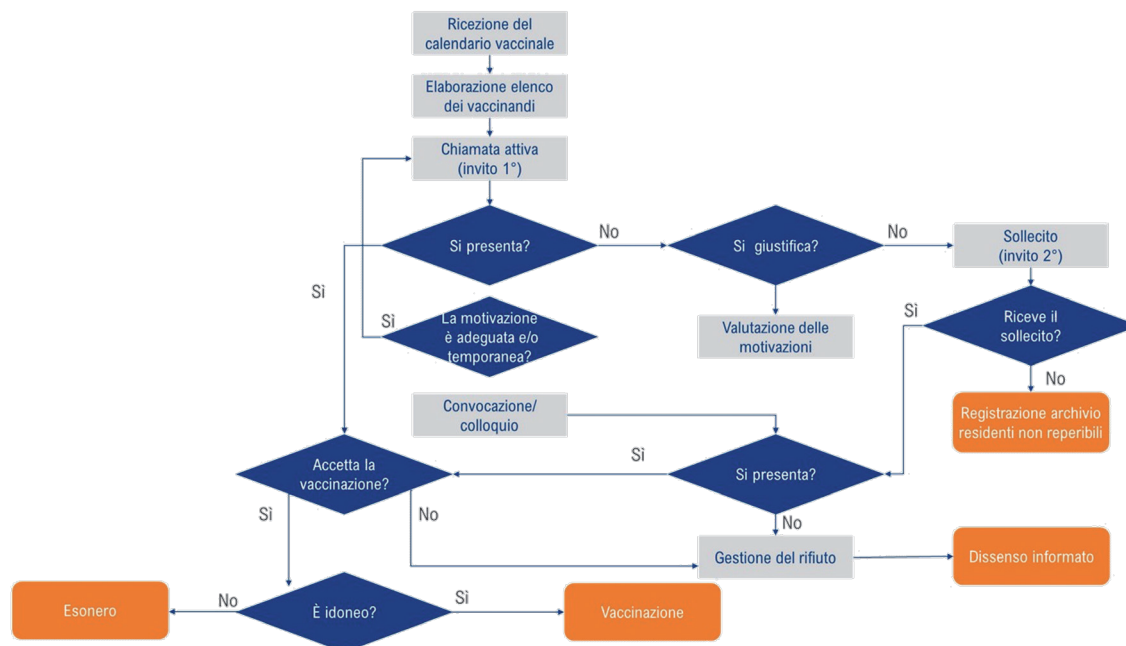 Ricezione del
calendario vaccinale
Elaborazione elenco
dei vaccinandi
Chiamata attiva
(invito 1°)
Si presenta?
No
Si giustifica?
No
Sollecito
(invito 2°)
Sì
Sì
La motivazione
è adeguata e/o
temporanea?
Valutazione delle
motivazioni
Sì
Riceve il
sollecito?
No
Convocazione/
colloquio
Registrazione archivio
residenti non reperibili
Accetta la
vaccinazione?
Sì
Si presenta?
Sì
No
No
Gestione del rifiuto
Dissenso informato
Esonero
No
È idoneo?
Sì
Vaccinazione